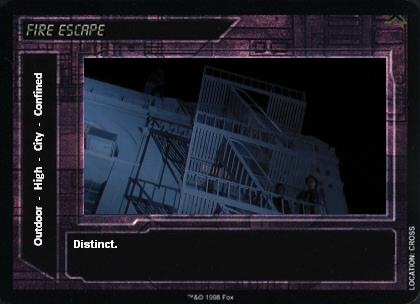 FIRE ESCAPE
Outdoor - High - City - Confined
Distinct.
LOCATION: CROSS
™&© 1998 Fox